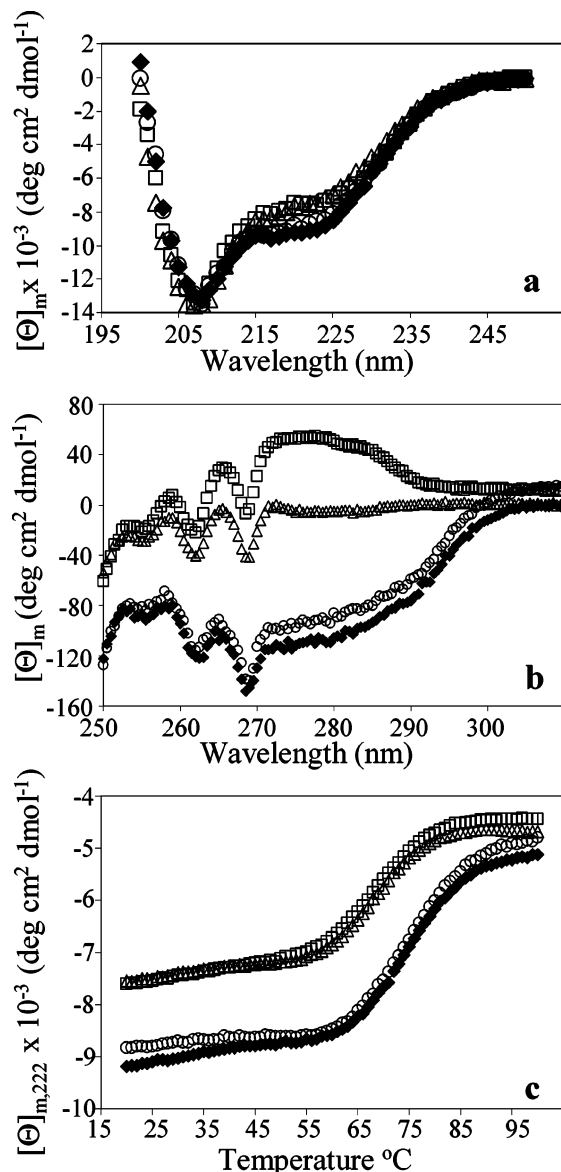 [Θ]m x 10⁻³ (deg cm² dmol⁻¹)
2
0
-2
-4
-6
-8
-10
-12
-14
195 205 215 225 235 245
Wavelength (nm)
a
[Θ]m (deg cm² dmol⁻¹)
80
40
0
-40
-80
-120
-160
250 260 270 280 290 300
Wavelength (nm)
b
[Θ]m,222 x 10⁻³ (deg cm² dmol⁻¹)
-4
-5
-6
-7
-8
-9
-10
15 25 35 45 55 65 75 85 95
Temperature ºC
c